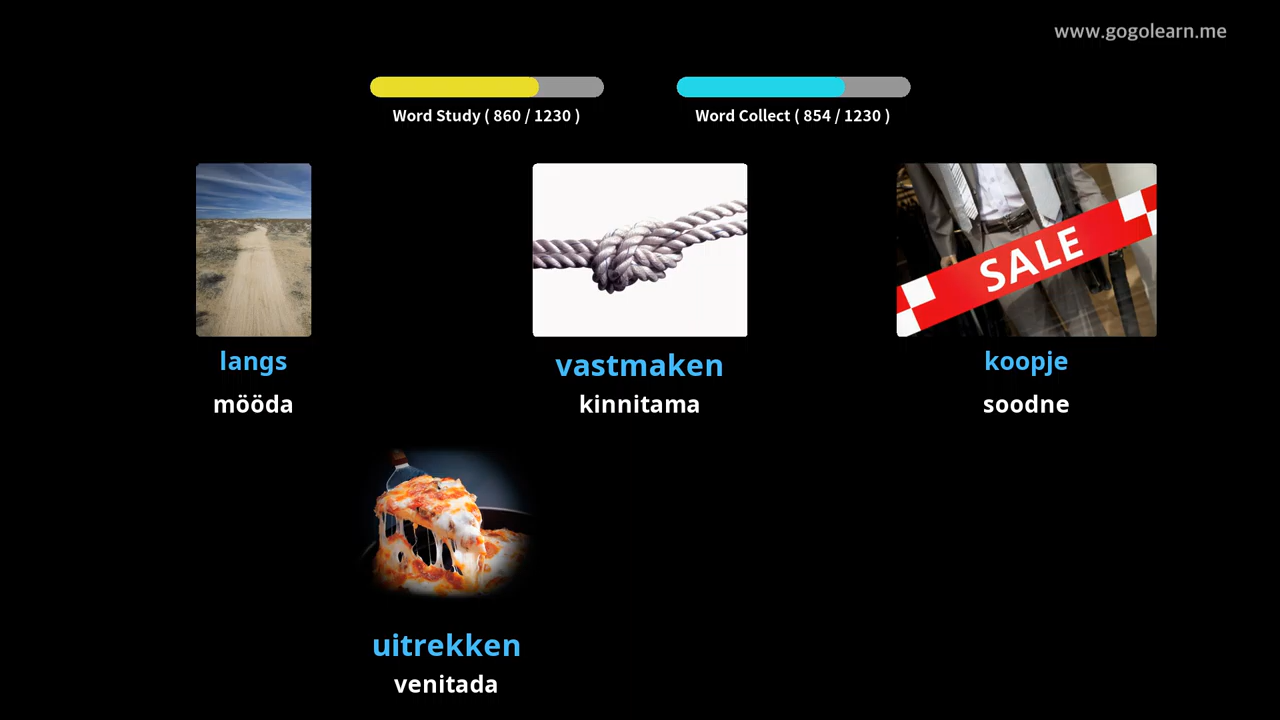 www.gogolearn.me
Word Study ( 860 / 1230 )
Word Collect ( 854 / 1230 )
SALE
langs
mööda
vastmaken
kinnitama
koopje
soodne
uitrekken
venitada